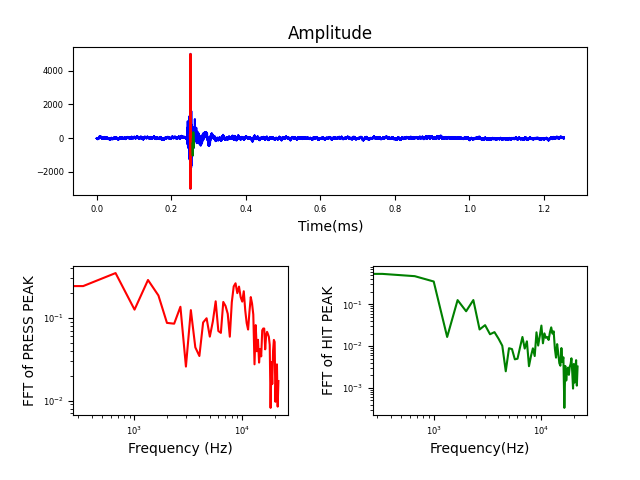 Amplitude
4000
2000
0
−2000
0.0 0.2 0.4 0.6 0.8 1.0 1.2
Time(ms)
FFT of PRESS PEAK
10⁻¹
10⁻²
10³ 10⁴
Frequency (Hz)
FFT of HIT PEAK
10⁻¹
10⁻²
10⁻³
10³ 10⁴
Frequency(Hz)